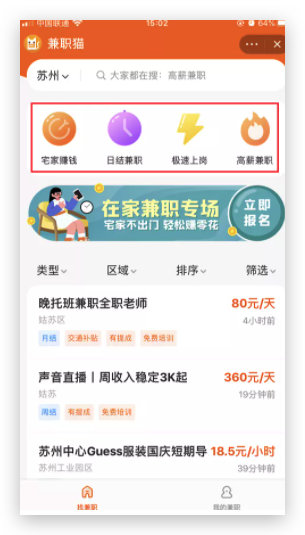 中国联通 15:02 64%
兼职猫
苏州 大家都在搜：高薪兼职
宅家赚钱 日结兼职 极速上岗 高薪兼职
在家兼职专场
宅家不出门 轻松赚零花
立即
报名
类型 区域 排序 筛选
晚托班兼职全职老师 80元/天
姑苏区 4小时前
月结 交通补贴 有提成 免费培训
声音直播丨周收入稳定3K起 360元/天
姑苏 19分钟前
周结 有提成 免费培训
苏州中心Guess服装国庆短期导 18.5元/小时
苏州工业园区 39分钟前
找兼职 我的兼职